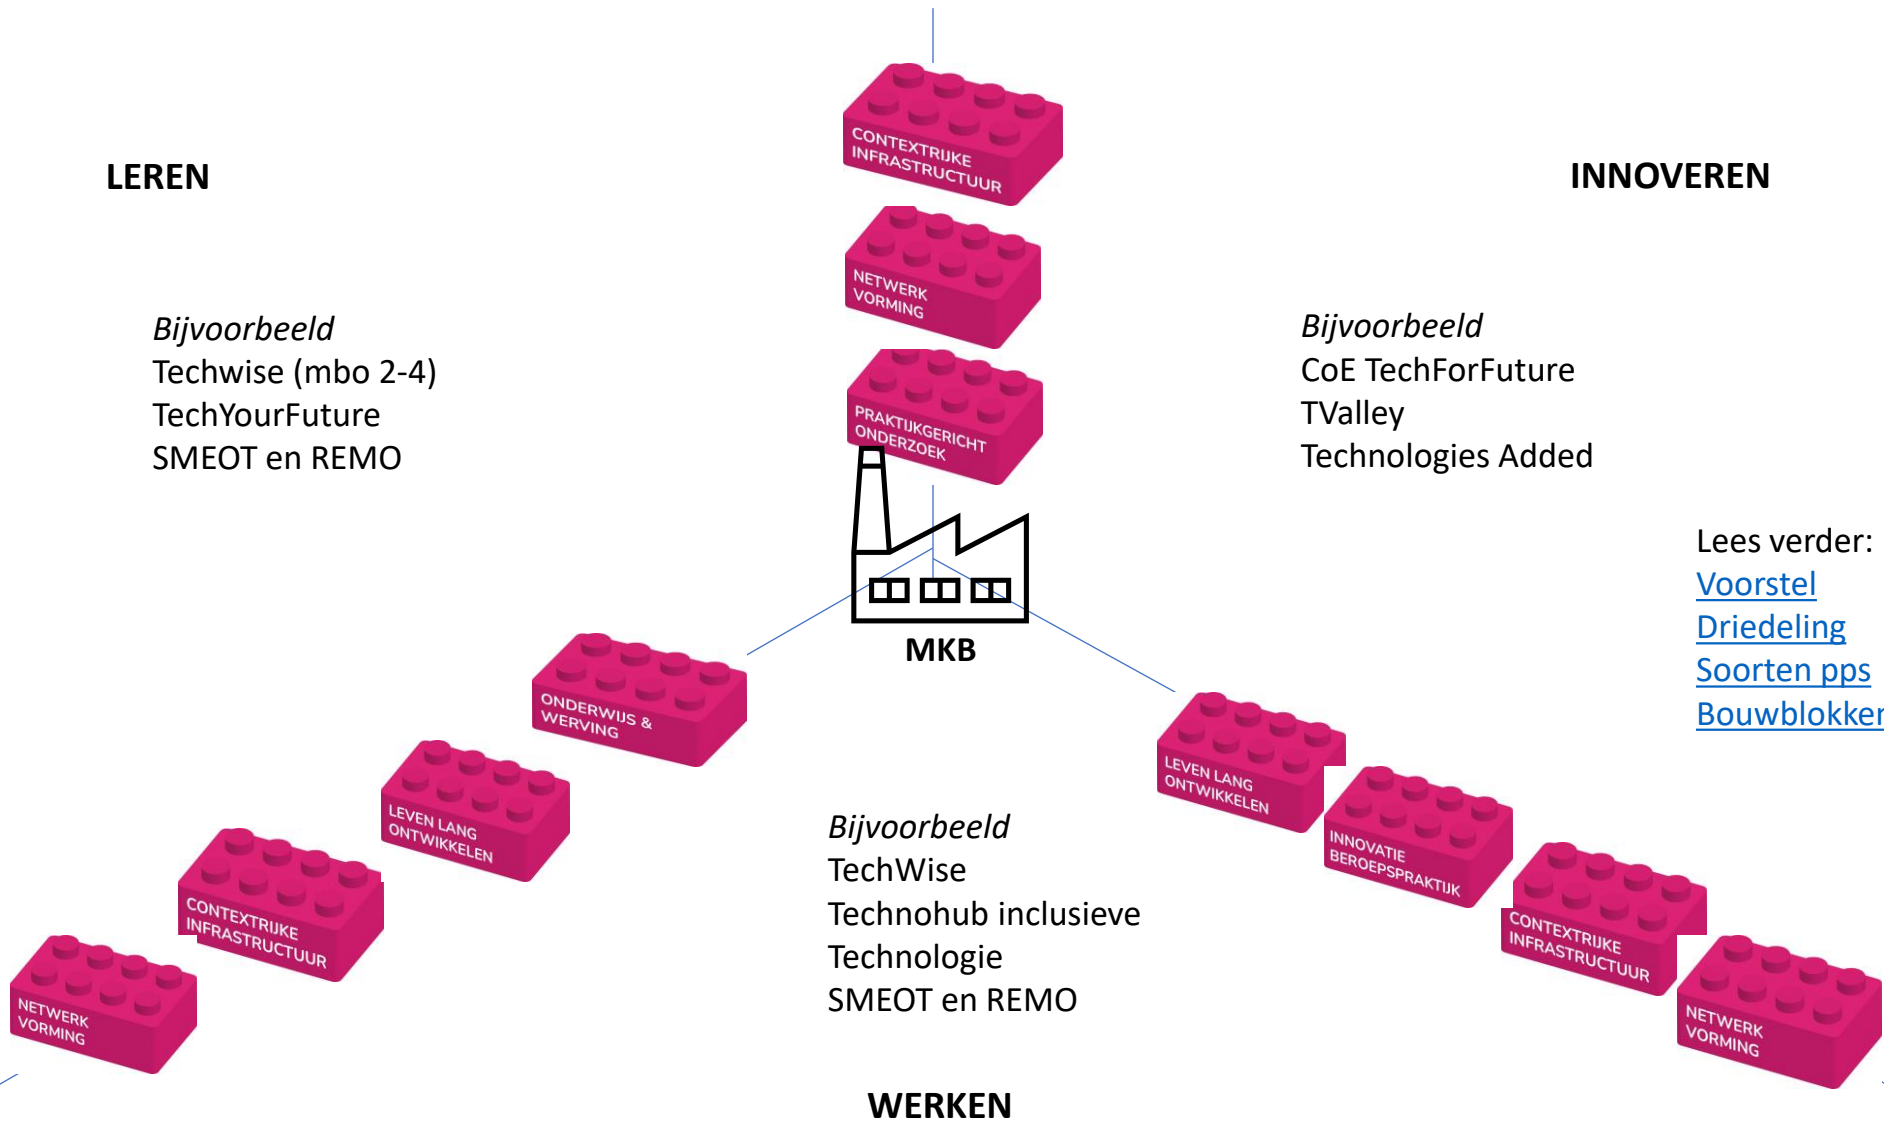 CONTEXTRIJKE
INFRASTRUCTUUR
LEREN
INNOVEREN
NETWERK
VORMING
Bijvoorbeeld
Techwise (mbo 2-4)
TechYourFuture
SMEOT en REMO
Bijvoorbeeld
CoE TechForFuture
TValley
Technologies Added
PRAKTIJKGERICHT
ONDERZOEK
Lees verder:
Voorstel
Driedeling
Soorten pps
Bouwblokken
MKB
ONDERWIJS &
WERVING
LEVEN LANG
ONTWIKKELEN
CONTEXTRIJKE
INFRASTRUCTUUR
NETWERK
VORMING
Bijvoorbeeld
TechWise
Technohub inclusieve
Technologie
SMEOT en REMO
LEVEN LANG
ONTWIKKELEN
INNOVATIE
BEROEPSPRAKTIJK
CONTEXTRIJKE
INFRASTRUCTUUR
NETWERK
VORMING
WERKEN